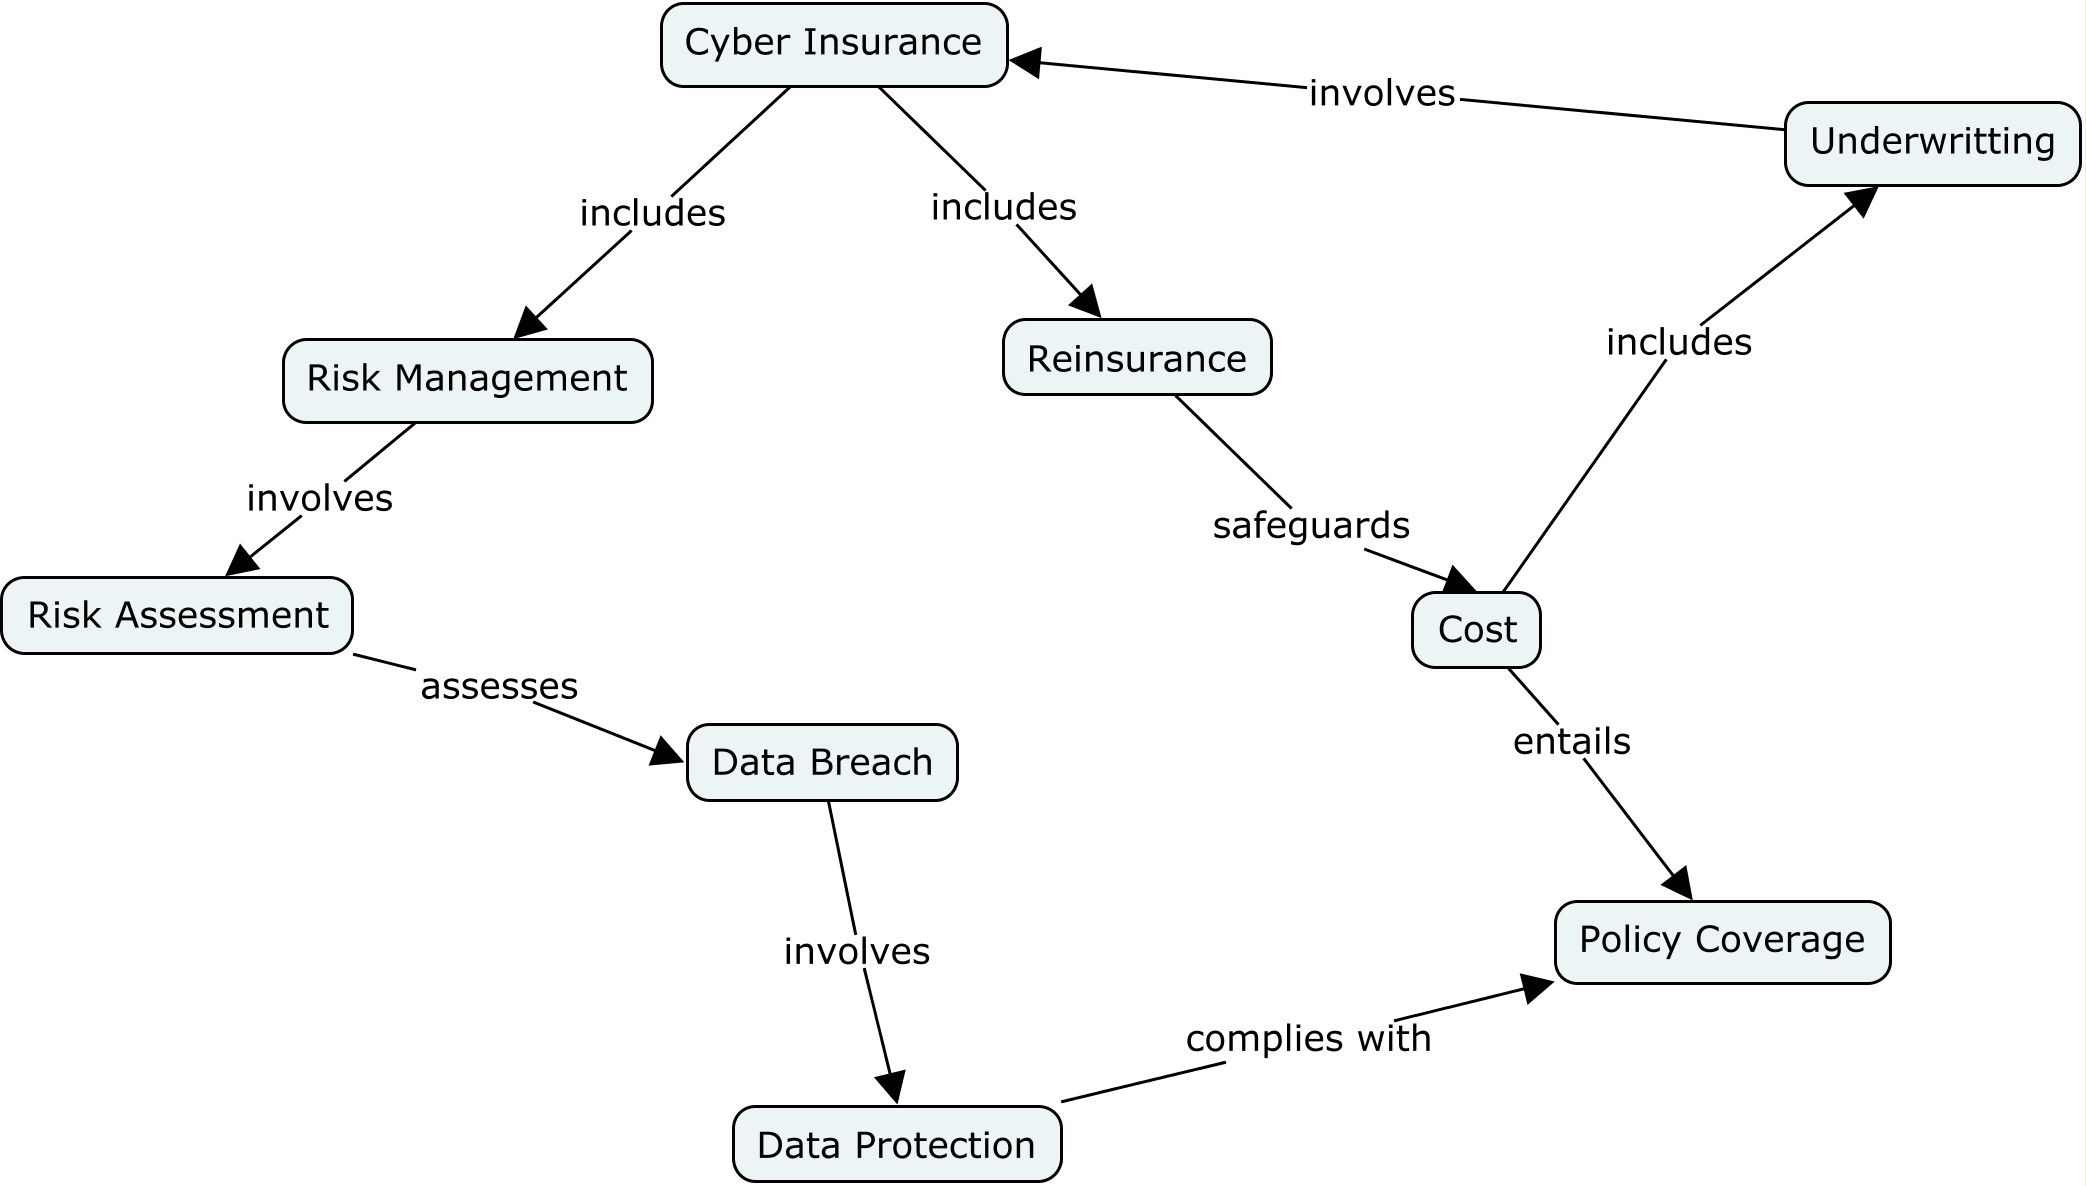 Cyber Insurance
involves
Underwritting
includes
includes
includes
Risk Management
Reinsurance
involves
safeguards
Risk Assessment
Cost
assesses
entails
Data Breach
involves
Policy Coverage
complies with
Data Protection